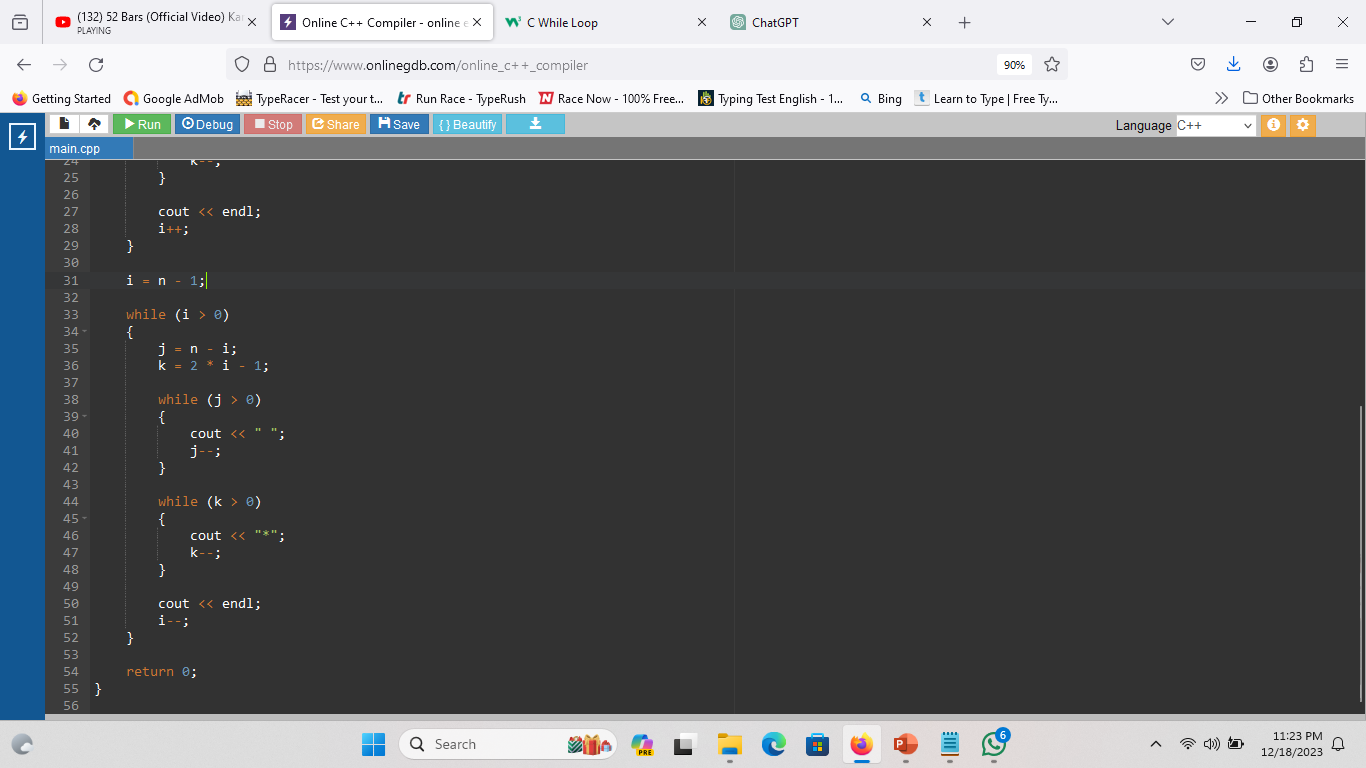 (132) 52 Bars (Official Video) Kar
PLAYING
Online C++ Compiler - online e
C While Loop
ChatGPT
https://www.onlinegdb.com/online_c++_compiler
90%
Getting Started
Google AdMob
TypeRacer - Test your t...
Run Race - TypeRush
Race Now - 100% Free...
Typing Test English - 1...
Bing
Learn to Type | Free Ty...
Other Bookmarks
Run
Debug
Stop
Share
Save
{ } Beautify
Language C++
main.cpp
24 k--;
25 }
26
27 cout << endl;
28 i++;
29 }
30
31 i = n - 1;
32
33 while (i > 0)
34 {
35 j = n - i;
36 k = 2 * i - 1;
37
38 while (j > 0)
39 {
40 cout << " ";
41 j--;
42 }
43
44 while (k > 0)
45 {
46 cout << "*";
47 k--;
48 }
49
50 cout << endl;
51 i--;
52 }
53
54 return 0;
55 }
56
Search
PRE
6
11:23 PM
12/18/2023